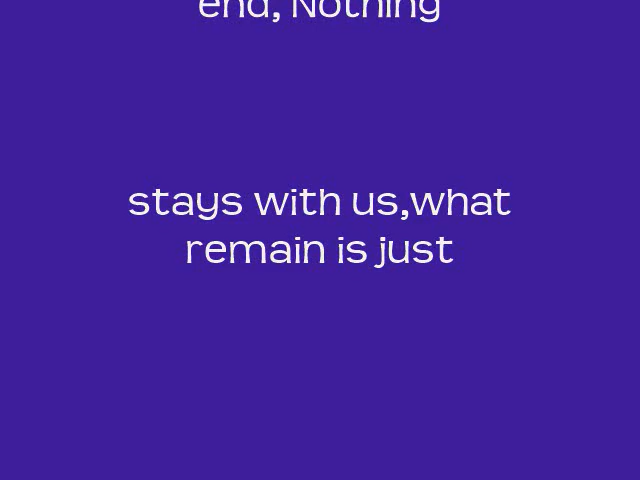 end, Nothing
stays with us,what
remain is just